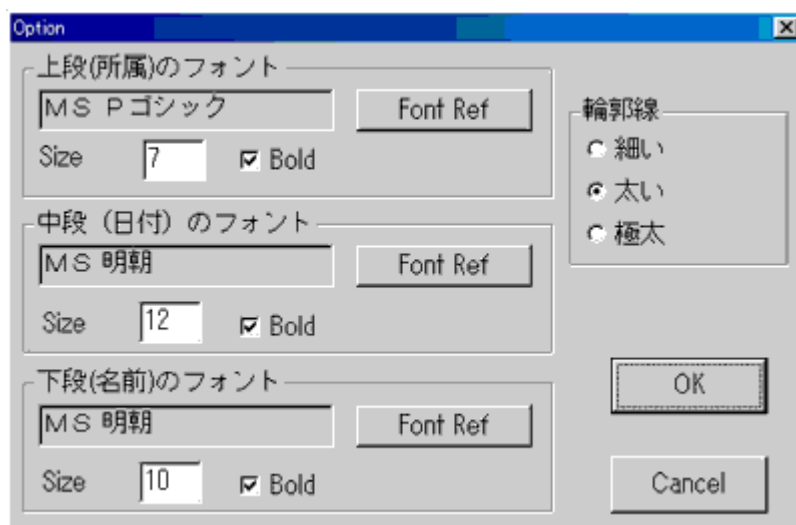 Option
上段(所属)のフォント
ＭＳ Ｐゴシック
Font Ref
Size 7 Bold
中段（日付）のフォント
ＭＳ 明朝
Font Ref
Size 12 Bold
下段(名前)のフォント
ＭＳ 明朝
Font Ref
Size 10 Bold
輪郭線
細い
太い
極太
OK
Cancel